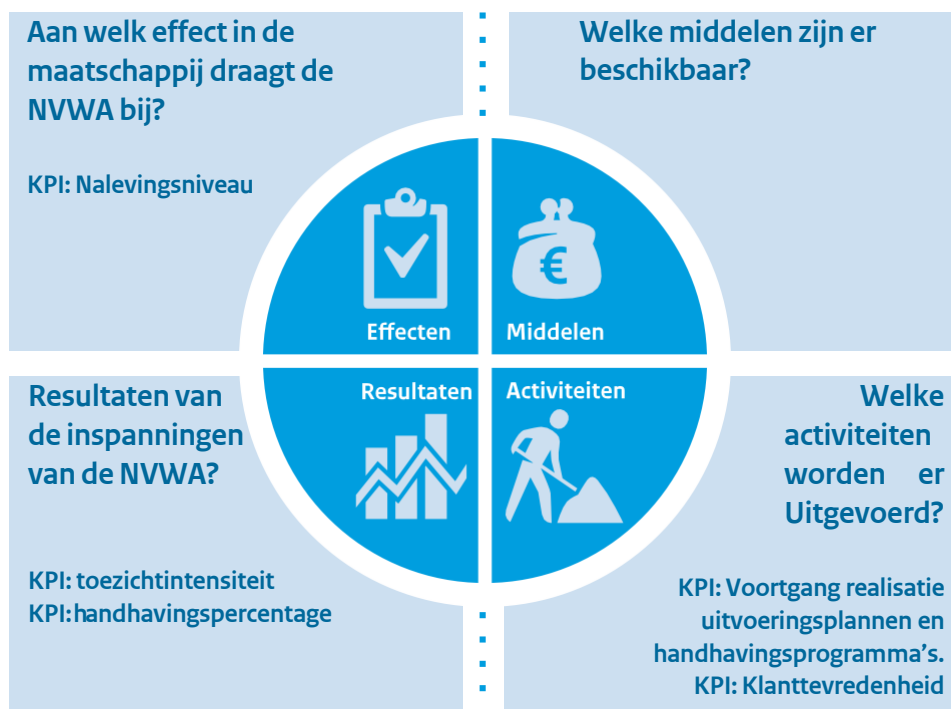 Aan welk effect in de
maatschappij draagt de
NVWA bij?
KPI: Nalevingsniveau
Welke middelen zijn er
beschikbaar?
€
Effecten
Middelen
Resultaten
Activiteiten
Resultaten van
de inspanningen
van de NVWA?
KPI: toezichtintensiteit
KPI: handhavingspercentage
Welke
activiteiten
worden er
Uitgevoerd?
KPI: Voortgang realisatie
uitvoeringsplannen en
handhavingsprogramma’s.
KPI: Klanttevredenheid